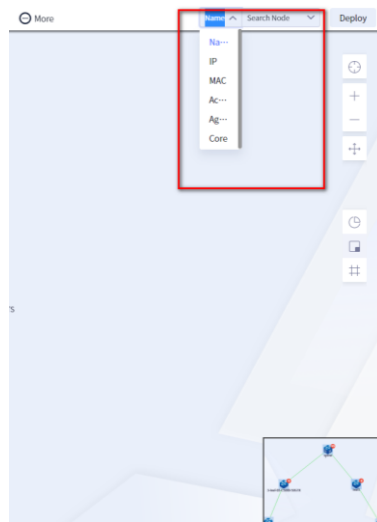 More
Name
Search Node
Deploy
Na···
IP
MAC
Ac···
Ag···
Core
rs